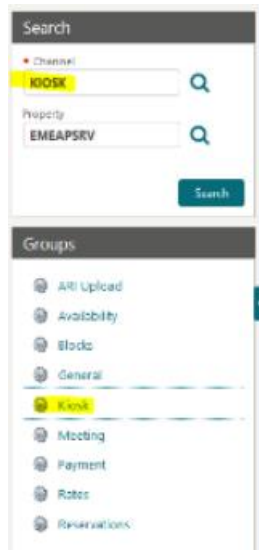 Search
* Channel
KIOSK
Property
EMEAPSRV
Search
Groups
ARI Upload
Availability
Blocks
General
Kiosk
Meeting
Payment
Rates
Reservations